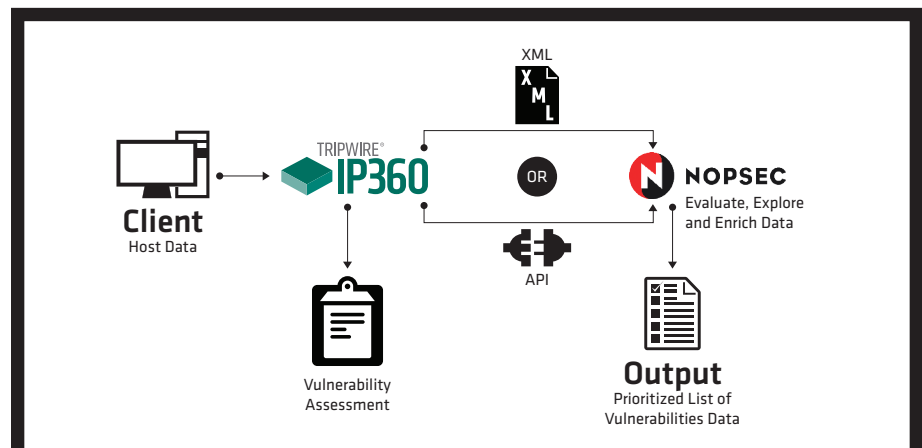 XML
X
M
L
TRIPWIRE®
IP360
OR
N
NOPSEC
Evaluate, Explore
and Enrich Data
Client
Host Data
API
Vulnerability
Assessment
Output
Prioritized List of
Vulnerabilities Data